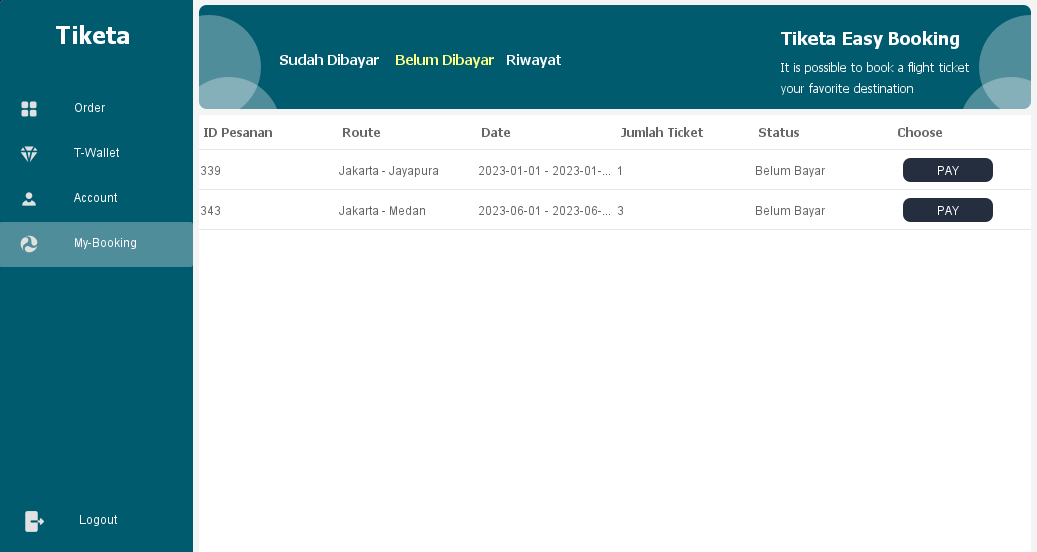 Tiketa
Order
T-Wallet
Account
My-Booking
Logout
Sudah Dibayar Belum Dibayar Riwayat
Tiketa Easy Booking
It is possible to book a flight ticket
your favorite destination
ID Pesanan Route Date Jumlah Ticket Status Choose
339 Jakarta - Jayapura 2023-01-01 - 2023-01-... 1 Belum Bayar PAY
343 Jakarta - Medan 2023-06-01 - 2023-06-... 3 Belum Bayar PAY